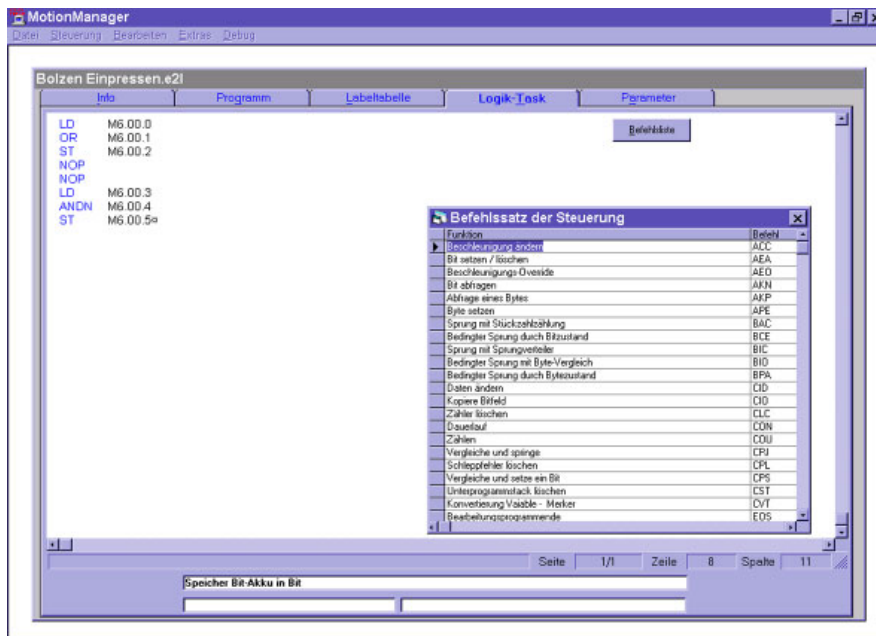 MotionManager
Datei Steuerung Bearbeiten Extras Debug
Bolzen Einpressen.e2l
Info Programm Labeltabelle Logik-Task Parameter
LD M6.00.0
OR M6.00.1
ST M6.00.2
NOP
NOP
LD M6.00.3
ANDN M6.00.4
ST M6.00.5¤
Befehlsliste
Befehlssatz der Steuerung
Funktion Befehl
Beschleunigung ändern ACC
Bit setzen / löschen AEA
Beschleunigungs-Overide AEO
Bit abfragen AKN
Abfrage eines Bytes AKP
Byte setzen APE
Sprung mit Stückzahlzählung BAC
Bedingter Sprung durch Bitzustand BCE
Sprung mit Sprungverteiler BIC
Bedingter Sprung mit Byte-Vergleich BIO
Bedingter Sprung durch Bytezustand BPA
Daten ändern CID
Kopiere Bitfeld CIO
Zähler löschen CLC
Dauerlauf CON
Zählen COU
Vergleiche und springe CPJ
Schleppfehler löschen CPL
Vergleiche und setze ein Bit CPS
Unterprogrammstack löschen CST
Konvertierung Vaiable - Merker CVT
Bearbeitungsprogrammende EOS
Seite 1/1 Zeile 8 Spalte 11
Speicher Bit-Akku in Bit